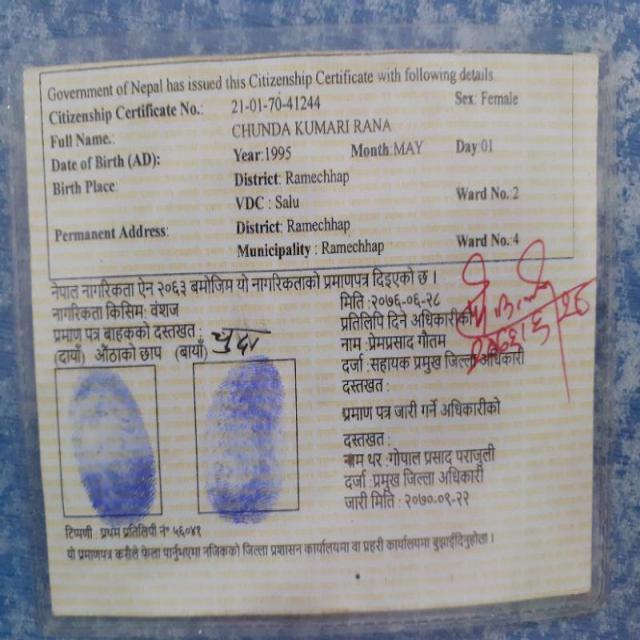 Government of Nepal has issued this Citizenship Certificate with following details
Citizenship Certificate No.: 21-01-70-41244 Sex: Female
Full Name.: CHUNDA KUMARI RANA
Date of Birth (AD): Year:1995 Month:MAY Day:01
Birth Place: District: Ramechhap
VDC : Salu Ward No.:2
Permanent Address: District: Ramechhap
Municipality : Ramechhap Ward No.:4
नेपाल नागरिकता ऐन २०६३ बमोजिम यो नागरिकताको प्रमाणपत्र दिइएको छ ।
नागरिकता किसिम: वंशज
प्रमाण पत्र बाहकको दस्तखत :
(दायाँ) औंठाको छाप (बायाँ)
मिति :२०७६-०६-२८
प्रतिलिपि दिने अधिकारीको
नाम :प्रेमप्रसाद गौतम
दर्जा :सहायक प्रमुख जिल्ला अधिकारी
दस्तखत :
प्रमाण पत्र जारी गर्ने अधिकारीको
दस्तखत :
नाम थर :गोपाल प्रसाद पराजुली
दर्जा :प्रमुख जिल्ला अधिकारी
जारी मिति : २०७०-०९-२२
टिप्पणी : प्रथम प्रतिलिपी नं° ५६०४१
यो प्रमाणपत्र कसैले फेला पार्नुभएमा नजिकको जिल्ला प्रशासन कार्यालयमा वा प्रहरी कार्यालयमा बुझाईदिनुहोला ।